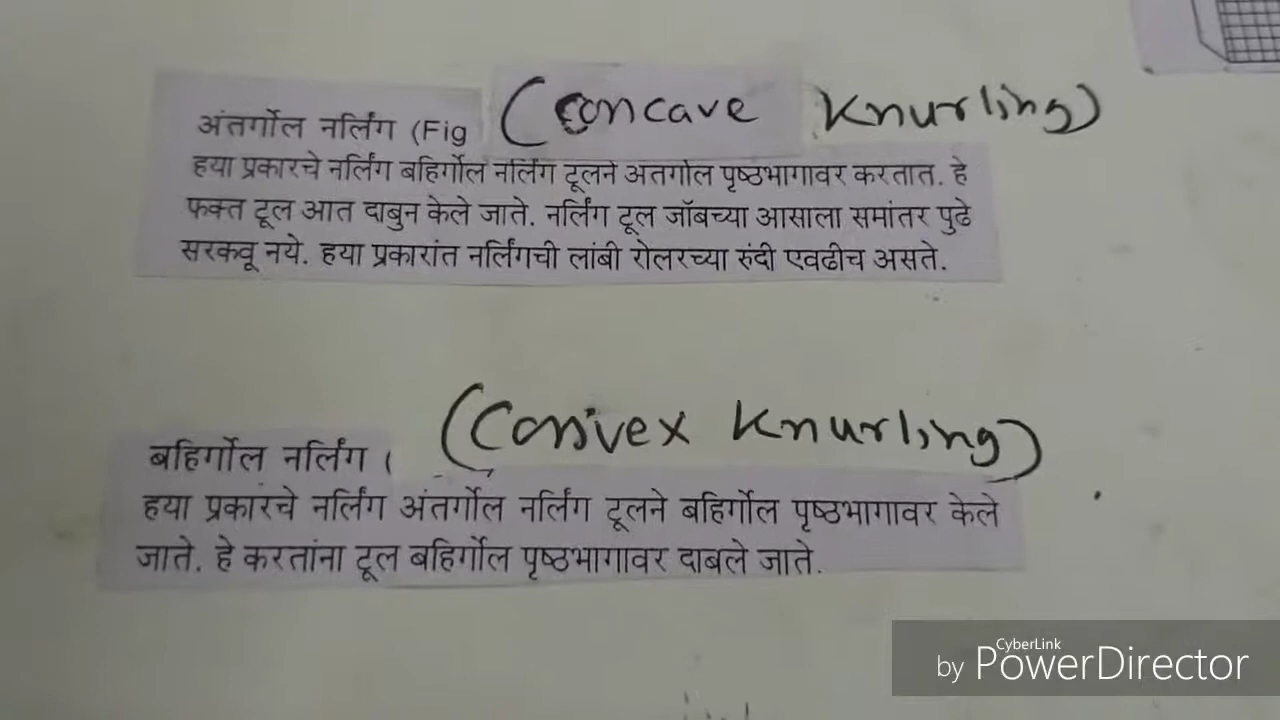 अंतर्गोल नर्लिंग (Fig (Concave Knurling)
हया प्रकारचे नर्लिंग बहिर्गोल नर्लिंग टूलने अंतर्गोल पृष्ठभागावर करतात. हे
फक्त टूल आत दाबुन केले जाते. नर्लिंग टूल जॉबच्या आसाला समांतर पुढे
सरकवू नये. हया प्रकारांत नर्लिंगची लांबी रोलरच्या रुंदी एवढीच असते.
बहिर्गोल नर्लिंग ( (Convex Knurling)
हया प्रकारचे नर्लिंग अंतर्गोल नर्लिंग टूलने बहिर्गोल पृष्ठभागावर केले
जाते. हे करतांना टूल बहिर्गोल पृष्ठभागावर दाबले जाते.
CyberLink
by PowerDirector